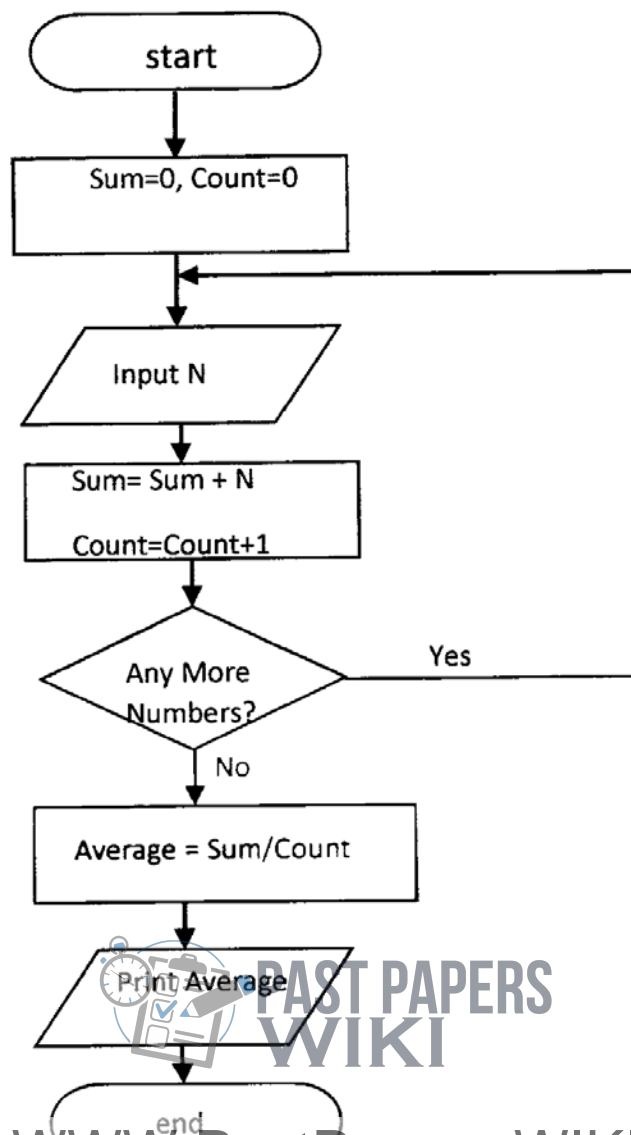 start
Sum=0, Count=0
Input N
Sum= Sum + N
Count=Count+1
Any More
Numbers?
Yes
No
Average = Sum/Count
Print Average
PAST PAPERS
WIKI
end